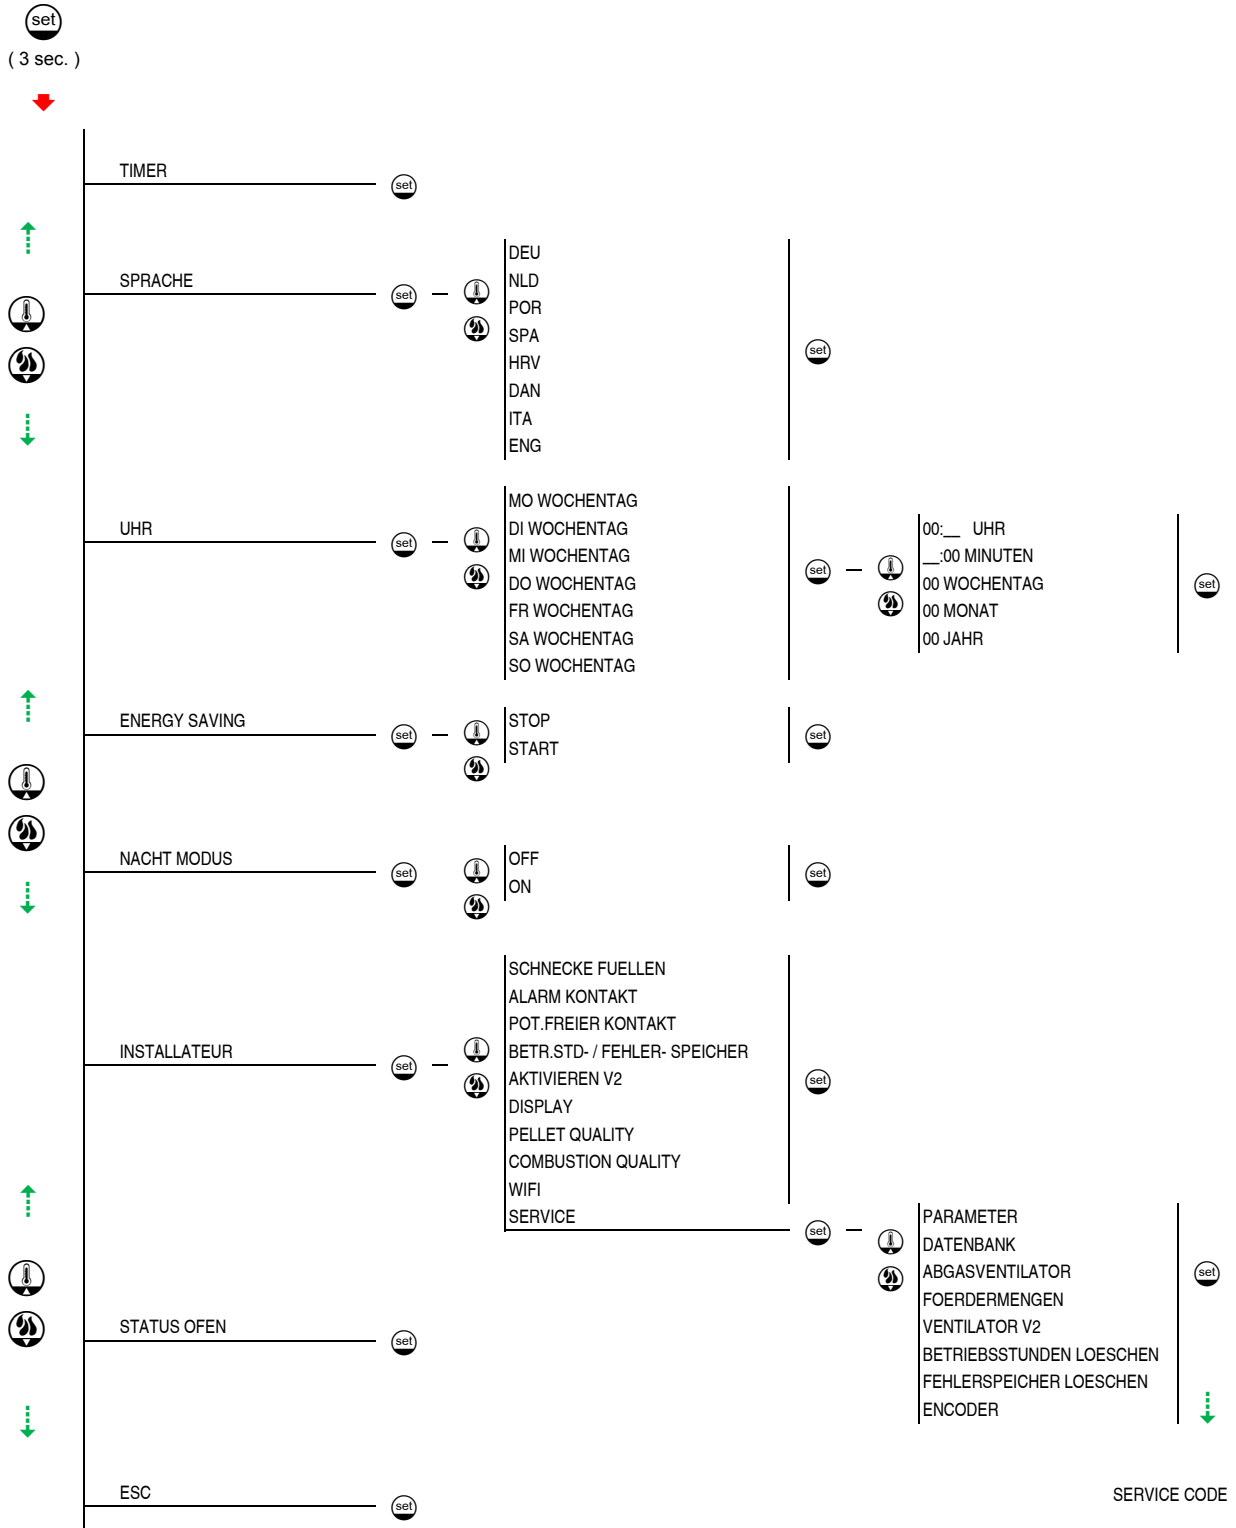 set
( 3 sec. )
TIMER
set
SPRACHE
set
DEU
NLD
POR
SPA
HRV
DAN
ITA
ENG
set
UHR
set
MO WOCHENTAG
DI WOCHENTAG
MI WOCHENTAG
DO WOCHENTAG
FR WOCHENTAG
SA WOCHENTAG
SO WOCHENTAG
set
00:__ UHR
__:00 MINUTEN
00 WOCHENTAG
00 MONAT
00 JAHR
set
ENERGY SAVING
set
STOP
START
set
NACHT MODUS
set
OFF
ON
set
INSTALLATEUR
set
SCHNECKE FUELLEN
ALARM KONTAKT
POT.FREIER KONTAKT
BETR.STD- / FEHLER- SPEICHER
AKTIVIEREN V2
DISPLAY
PELLET QUALITY
COMBUSTION QUALITY
WIFI
SERVICE
set
set
PARAMETER
DATENBANK
ABGASVENTILATOR
FOERDERMENGEN
VENTILATOR V2
BETRIEBSSTUNDEN LOESCHEN
FEHLERSPEICHER LOESCHEN
ENCODER
set
STATUS OFEN
set
ESC
set
SERVICE CODE